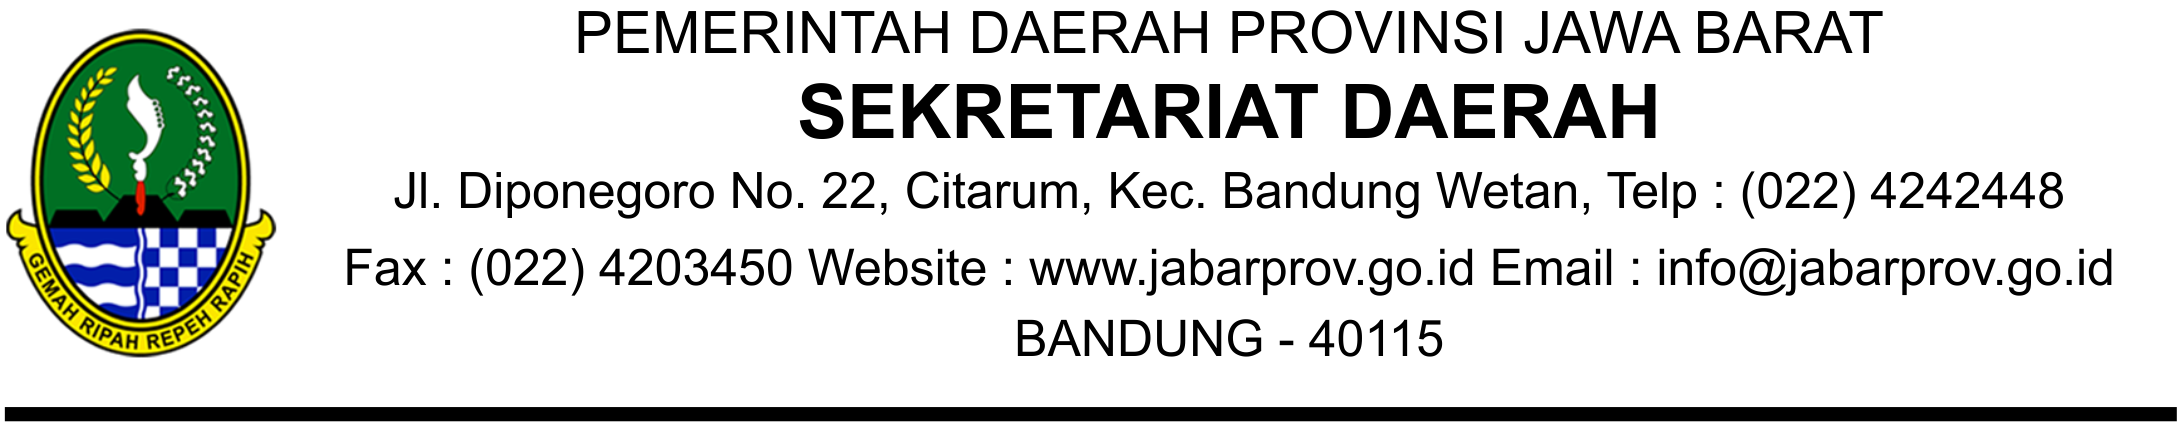 PEMERINTAH DAERAH PROVINSI JAWA BARAT
SEKRETARIAT DAERAH
Jl. Diponegoro No. 22, Citarum, Kec. Bandung Wetan, Telp : (022) 4242448
Fax : (022) 4203450 Website : www.jabarprov.go.id Email : info@jabarprov.go.id
BANDUNG - 40115
GEMAH RIPAH REPEH RAPIH